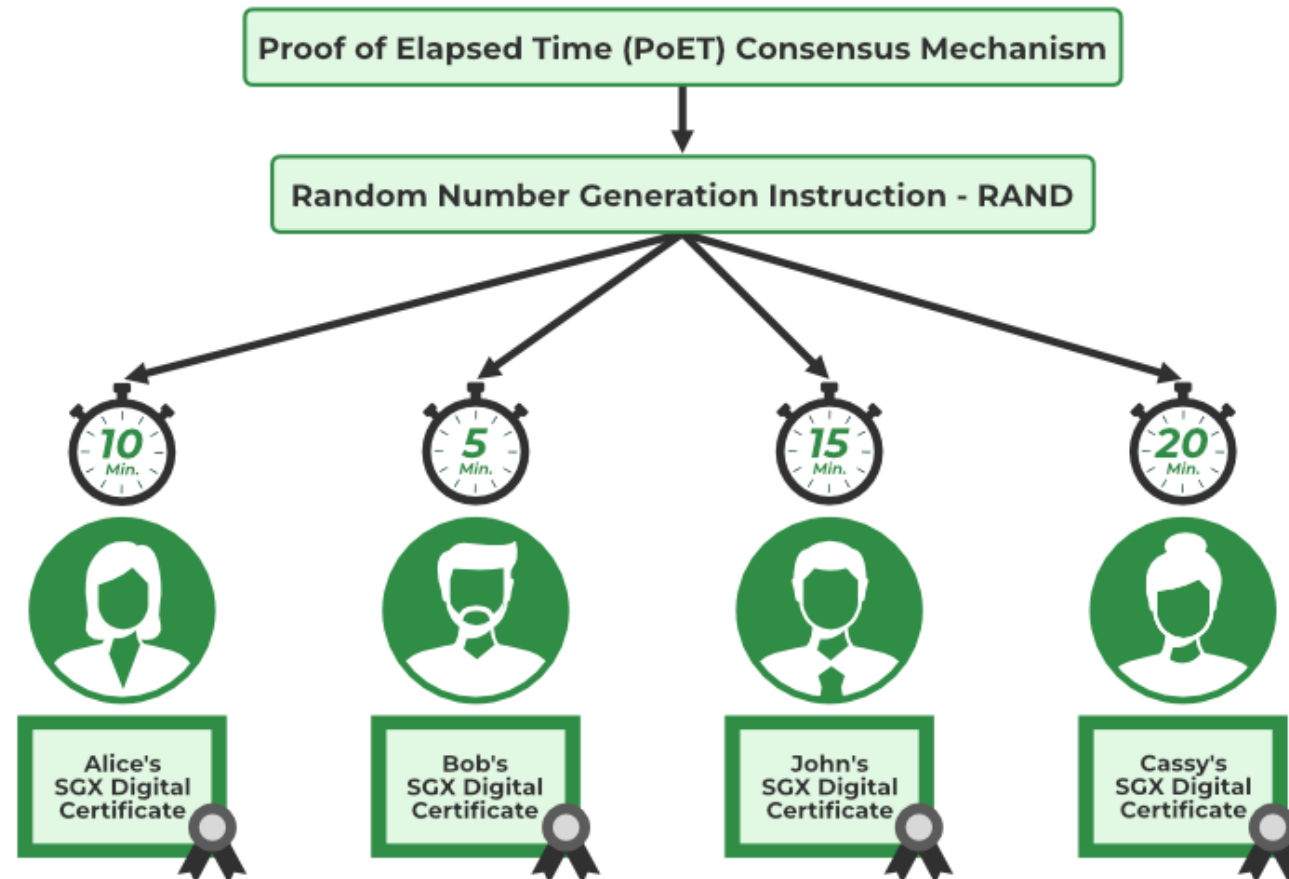 Proof of Elapsed Time (PoET) Consensus Mechanism
Random Number Generation Instruction - RAND
10
Min.
5
Min.
15
Min.
20
Min.
Alice's
SGX Digital
Certificate
Bob's
SGX Digital
Certificate
John's
SGX Digital
Certificate
Cassy's
SGX Digital
Certificate